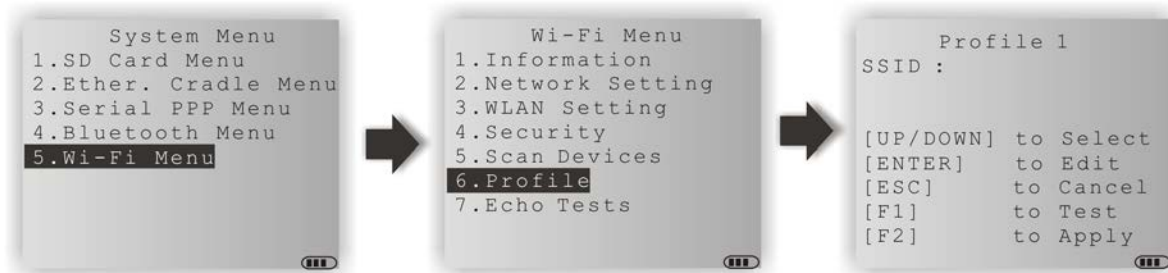 System Menu
1.SD Card Menu
2.Ether. Cradle Menu
3.Serial PPP Menu
4.Bluetooth Menu
5.Wi-Fi Menu
Wi-Fi Menu
1.Information
2.Network Setting
3.WLAN Setting
4.Security
5.Scan Devices
6.Profile
7.Echo Tests
Profile 1
SSID :
[UP/DOWN] to Select
[ENTER] to Edit
[ESC] to Cancel
[F1] to Test
[F2] to Apply